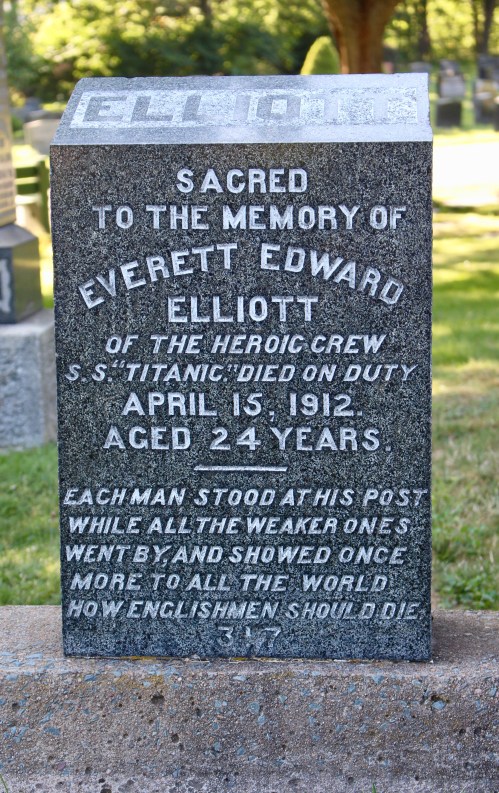 ELLIOTT
SACRED
TO THE MEMORY OF
EVERETT EDWARD
ELLIOTT
OF THE HEROIC CREW
S.S. "TITANIC," DIED ON DUTY
APRIL 15, 1912.
AGED 24 YEARS.
EACH MAN STOOD AT HIS POST
WHILE ALL THE WEAKER ONES
WENT BY, AND SHOWED ONCE
MORE TO ALL THE WORLD
HOW ENGLISHMEN SHOULD DIE
317